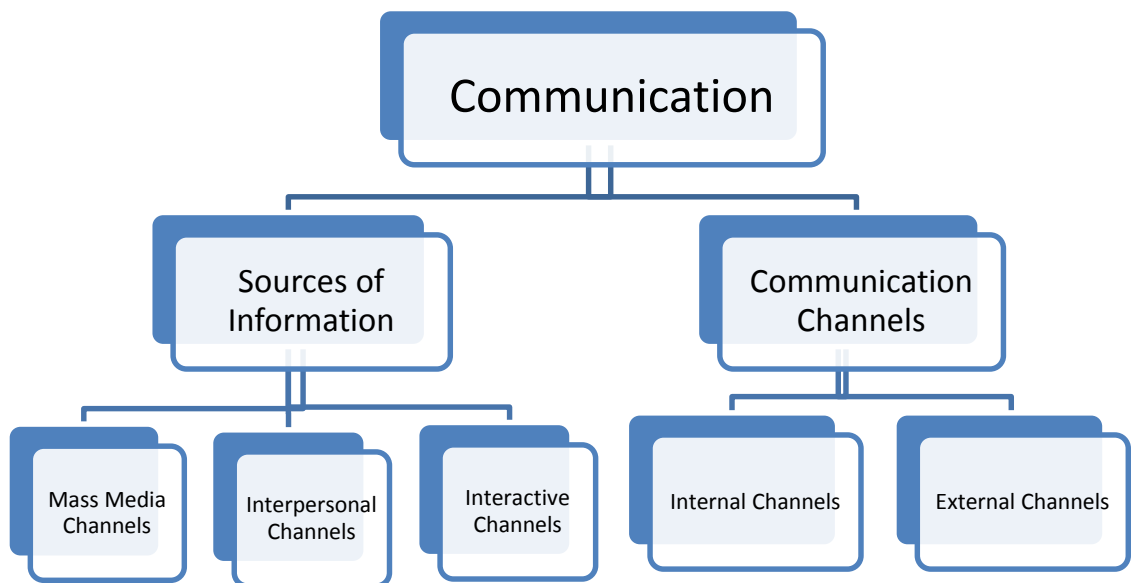 Communication
Sources of
Information
Communication
Channels
Mass Media
Channels
Interpersonal
Channels
Interactive
Channels
Internal Channels
External Channels